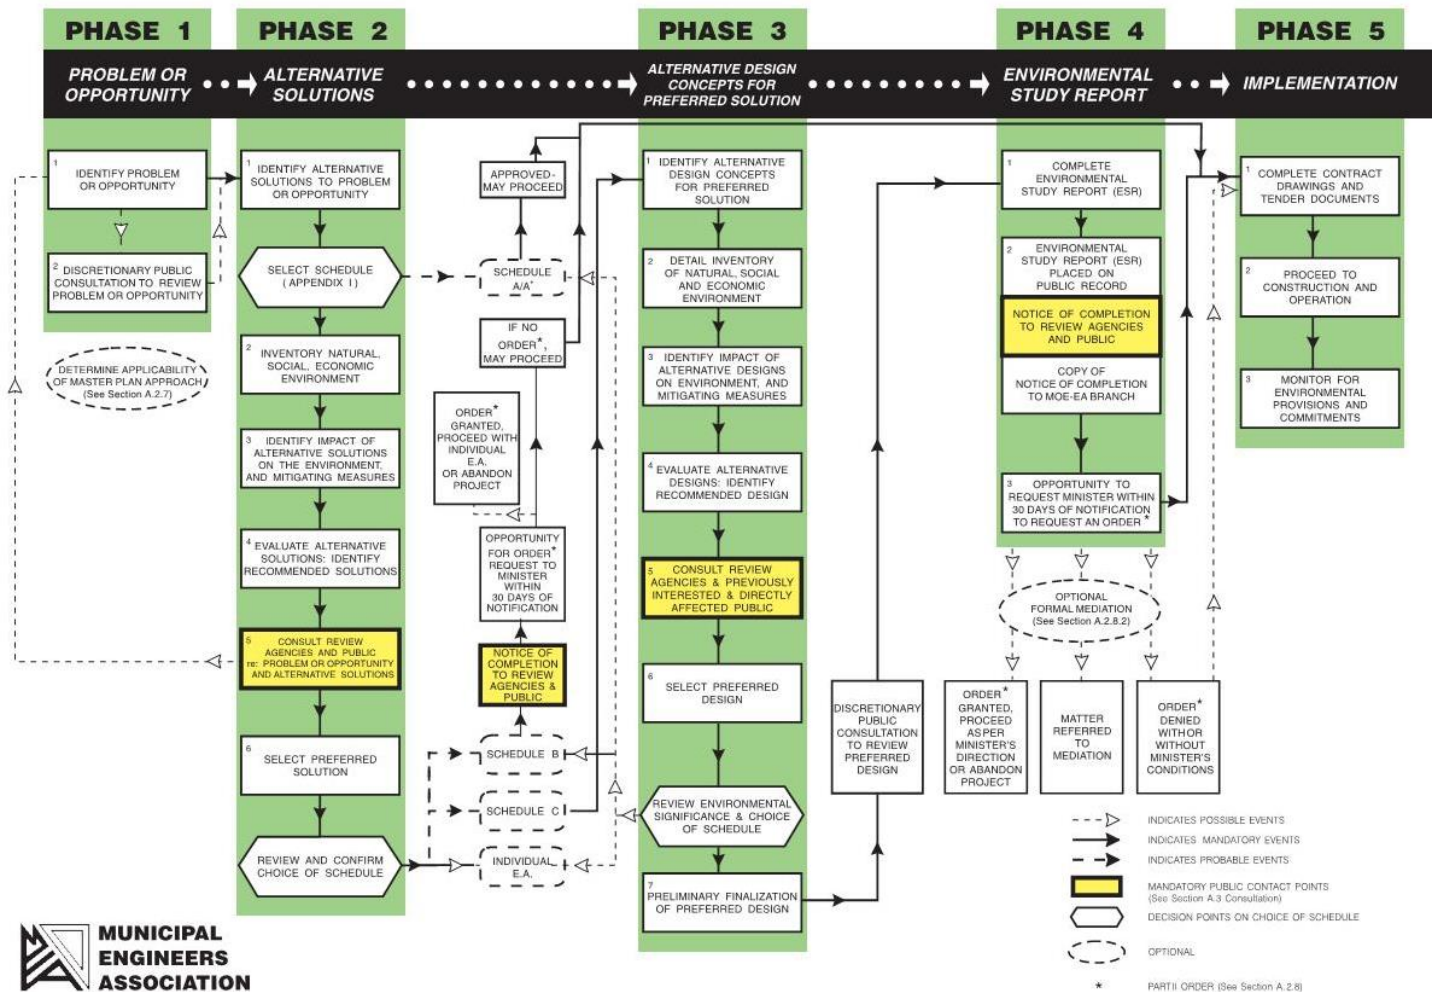 PHASE 1
PROBLEM OR
OPPORTUNITY
1
IDENTIFY PROBLEM
OR OPPORTUNITY
2
DISCRETIONARY PUBLIC
CONSULTATION TO REVIEW
PROBLEM OR OPPORTUNITY
DETERMINE APPLICABILITY
OF MASTER PLAN APPROACH
(See Section A.2.7)
PHASE 2
ALTERNATIVE
SOLUTIONS
1
IDENTIFY ALTERNATIVE
SOLUTIONS TO PROBLEM
OR OPPORTUNITY
SELECT SCHEDULE
(APPENDIX I)
2
INVENTORY NATURAL,
SOCIAL, ECONOMIC
ENVIRONMENT
3
IDENTIFY IMPACT OF
ALTERNATIVE SOLUTIONS
ON THE ENVIRONMENT,
AND MITIGATING MEASURES
4
EVALUATE ALTERNATIVE
SOLUTIONS: IDENTIFY
RECOMMENDED SOLUTIONS
5
CONSULT REVIEW
AGENCIES AND PUBLIC
re: PROBLEM OR OPPORTUNITY
AND ALTERNATIVE SOLUTIONS
6
SELECT PREFERRED
SOLUTION
REVIEW AND CONFIRM
CHOICE OF SCHEDULE
APPROVED-
MAY PROCEED
SCHEDULE
A/A+
IF NO
ORDER*,
MAY PROCEED
ORDER*
GRANTED,
PROCEED WITH
INDIVIDUAL
E.A.
OR ABANDON
PROJECT
OPPORTUNITY
FOR ORDER*
REQUEST TO
MINISTER
WITHIN
30 DAYS OF
NOTIFICATION
NOTICE OF
COMPLETION
TO REVIEW
AGENCIES &
PUBLIC
SCHEDULE B
SCHEDULE C
INDIVIDUAL
E.A.
PHASE 3
ALTERNATIVE DESIGN
CONCEPTS FOR
PREFERRED SOLUTION
1
IDENTIFY ALTERNATIVE
DESIGN CONCEPTS
FOR PREFERRED
SOLUTION
2
DETAIL INVENTORY
OF NATURAL, SOCIAL
AND ECONOMIC
ENVIRONMENT
3
IDENTIFY IMPACT OF
ALTERNATIVE DESIGNS
ON ENVIRONMENT, AND
MITIGATING MEASURES
4
EVALUATE ALTERNATIVE
DESIGNS: IDENTIFY
RECOMMENDED DESIGN
5
CONSULT REVIEW
AGENCIES & PREVIOUSLY
INTERESTED & DIRECTLY
AFFECTED PUBLIC
6
SELECT PREFERRED
DESIGN
REVIEW ENVIRONMENTAL
SIGNIFICANCE & CHOICE
OF SCHEDULE
7
PRELIMINARY FINALIZATION
OF PREFERRED DESIGN
DISCRETIONARY
PUBLIC
CONSULTATION
TO REVIEW
PREFERRED
DESIGN
PHASE 4
ENVIRONMENTAL
STUDY REPORT
1
COMPLETE
ENVIRONMENTAL
STUDY REPORT (ESR)
2
ENVIRONMENTAL
STUDY REPORT (ESR)
PLACED ON
PUBLIC RECORD
NOTICE OF COMPLETION
TO REVIEW AGENCIES
AND PUBLIC
COPY OF
NOTICE OF COMPLETION
TO MOE-EA BRANCH
3
OPPORTUNITY TO
REQUEST MINISTER WITHIN
30 DAYS OF NOTIFICATION
TO REQUEST AN ORDER *
OPTIONAL
FORMAL MEDIATION
(See Section A.2.8.2)
ORDER*
GRANTED,
PROCEED
AS PER
MINISTER'S
DIRECTION
OR ABANDON
PROJECT
MATTER
REFERRED
TO
MEDIATION
ORDER*
DENIED
WITH OR
WITHOUT
MINISTER'S
CONDITIONS
PHASE 5
IMPLEMENTATION
1
COMPLETE CONTRACT
DRAWINGS AND
TENDER DOCUMENTS
2
PROCEED TO
CONSTRUCTION AND
OPERATION
3
MONITOR FOR
ENVIRONMENTAL
PROVISIONS AND
COMMITMENTS
INDICATES POSSIBLE EVENTS
INDICATES MANDATORY EVENTS
INDICATES PROBABLE EVENTS
MANDATORY PUBLIC CONTACT POINTS
(See Section A.3 Consultation)
DECISION POINTS ON CHOICE OF SCHEDULE
OPTIONAL
* PART II ORDER (See Section A.2.8)
MUNICIPAL
ENGINEERS
ASSOCIATION